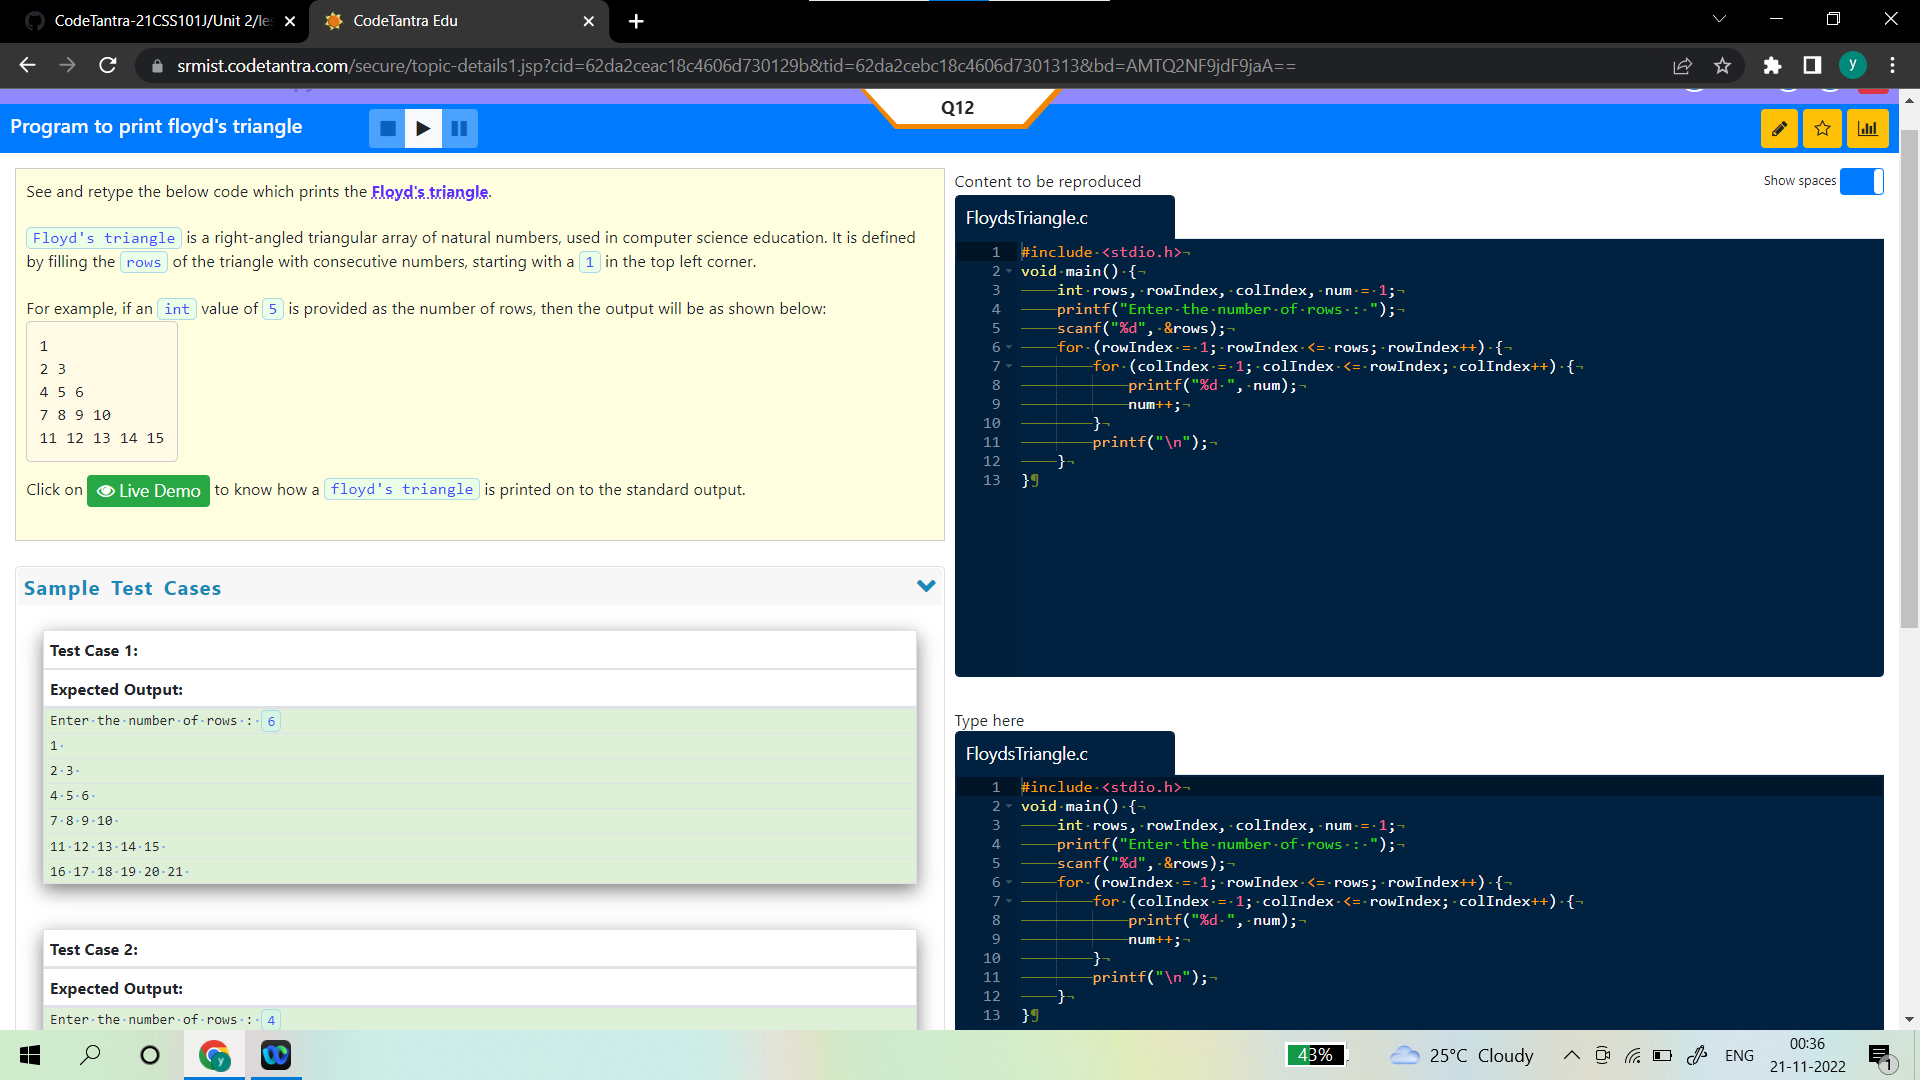 CodeTantra-21CSS101J/Unit 2/les
CodeTantra Edu
srmist.codetantra.com/secure/topic-details1.jsp?cid=62da2ceac18c4606d730129b&tid=62da2cebc18c4606d7301313&bd=AMTQ2NF9jdF9jaA==
y
Q12
Program to print floyd's triangle
See and retype the below code which prints the Floyd's triangle.
Floyd's triangle is a right-angled triangular array of natural numbers, used in computer science education. It is defined
by filling the rows of the triangle with consecutive numbers, starting with a 1 in the top left corner.
For example, if an int value of 5 is provided as the number of rows, then the output will be as shown below:
1
2 3
4 5 6
7 8 9 10
11 12 13 14 15
Click on Live Demo to know how a floyd's triangle is printed on to the standard output.
Sample Test Cases
Test Case 1:
Expected Output:
Enter·the·number·of·rows·:· 6
1·
2·3·
4·5·6·
7·8·9·10·
11·12·13·14·15·
16·17·18·19·20·21·
Test Case 2:
Expected Output:
Enter·the·number·of·rows·:· 4
Content to be reproduced
Show spaces
FloydsTriangle.c
1 #include·<stdio.h>¬
2 void·main()·{¬
3 int·rows,·rowIndex,·colIndex,·num·=·1;¬
4 printf("Enter·the·number·of·rows·:·");¬
5 scanf("%d",·&rows);¬
6 for·(rowIndex·=·1;·rowIndex·<=·rows;·rowIndex++)·{¬
7 for·(colIndex·=·1;·colIndex·<=·rowIndex;·colIndex++)·{¬
8 printf("%d·",·num);¬
9 num++;¬
10 }¬
11 printf("\n");¬
12 }¬
13 }¶
Type here
FloydsTriangle.c
1 #include·<stdio.h>¬
2 void·main()·{¬
3 int·rows,·rowIndex,·colIndex,·num·=·1;¬
4 printf("Enter·the·number·of·rows·:·");¬
5 scanf("%d",·&rows);¬
6 for·(rowIndex·=·1;·rowIndex·<=·rows;·rowIndex++)·{¬
7 for·(colIndex·=·1;·colIndex·<=·rowIndex;·colIndex++)·{¬
8 printf("%d·",·num);¬
9 num++;¬
10 }¬
11 printf("\n");¬
12 }¬
13 }¶
y
43%
25°C Cloudy
ENG
00:36
21-11-2022
1